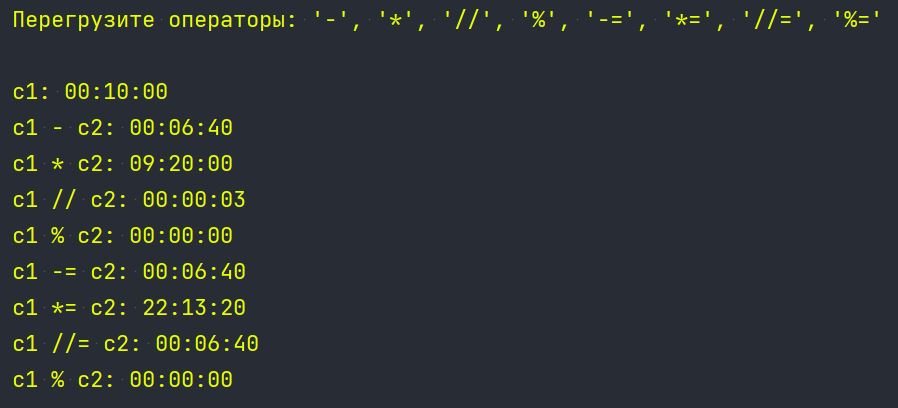 Перегрузите операторы: '-', '*', '//', '%', '-=', '*=', '//=', '%='
c1: 00:10:00
c1 - c2: 00:06:40
c1 * c2: 09:20:00
c1 // c2: 00:00:03
c1 % c2: 00:00:00
c1 -= c2: 00:06:40
c1 *= c2: 22:13:20
c1 //= c2: 00:06:40
c1 % c2: 00:00:00